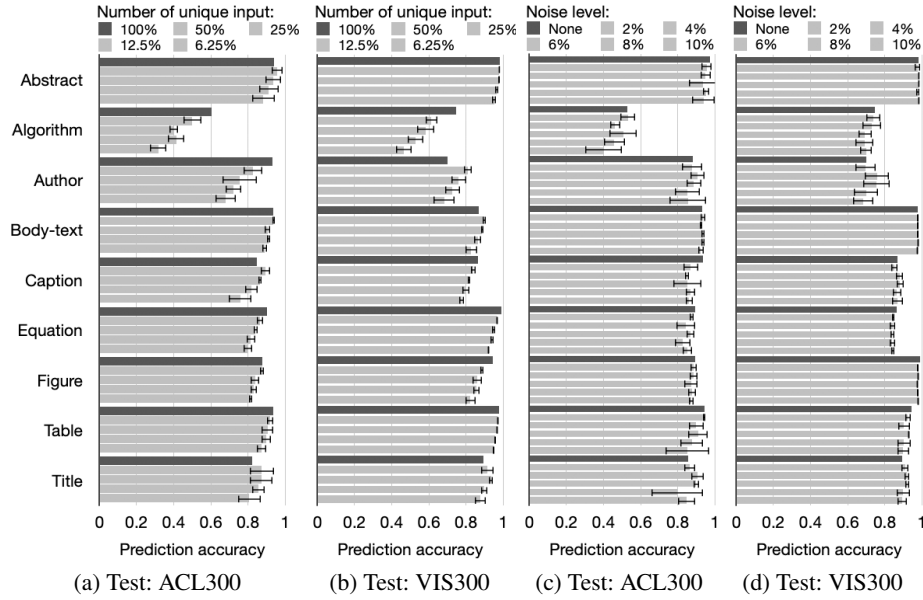 Number of unique input: Number of unique input: Noise level: Noise level:
100% 50% 25% 100% 50% 25% None 2% 4% None 2% 4%
12.5% 6.25% 12.5% 6.25% 6% 8% 10% 6% 8% 10%
Abstract
Algorithm
Author
Body-text
Caption
Equation
Figure
Table
Title
0 0.2 0.4 0.6 0.8 1 0 0.2 0.4 0.6 0.8 1 0 0.2 0.4 0.6 0.8 1 0 0.2 0.4 0.6 0.8 1
Prediction accuracy Prediction accuracy Prediction accuracy Prediction accuracy
(a) Test: ACL300 (b) Test: VIS300 (c) Test: ACL300 (d) Test: VIS300